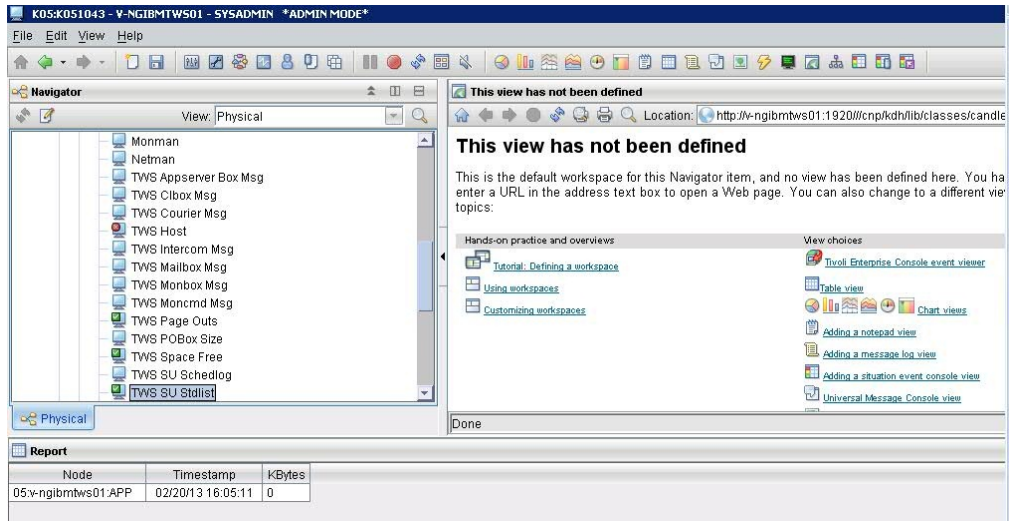 K05:K051043 - V-NGIBMTWS01 - SYSADMIN *ADMIN MODE*
File Edit View Help
Navigator
View: Physical
Monman
Netman
TWS Appserver Box Msg
TWS Clbox Msg
TWS Courier Msg
TWS Host
TWS Intercom Msg
TWS Mailbox Msg
TWS Monbox Msg
TWS Moncmd Msg
TWS Page Outs
TWS POBox Size
TWS Space Free
TWS SU Schedlog
TWS SU Stdlist
Physical
This view has not been defined
Location: http://v-ngibmtws01:1920///cnp/kdh/lib/classes/candle
This view has not been defined
This is the default workspace for this Navigator item, and no view has been defined here. You ha
enter a URL in the address text box to open a Web page. You can also change to a different vie
topics:
Hands-on practice and overviews
Tutorial: Defining a workspace
Using workspaces
Customizing workspaces
View choices
Tivoli Enterprise Console event viewer
Table view
Chart views
Adding a notepad view
Adding a message log view
Adding a situation event console view
Universal Message Console view
Done
Report
Node Timestamp KBytes
05:v-ngibmtws01:APP 02/20/13 16:05:11 0